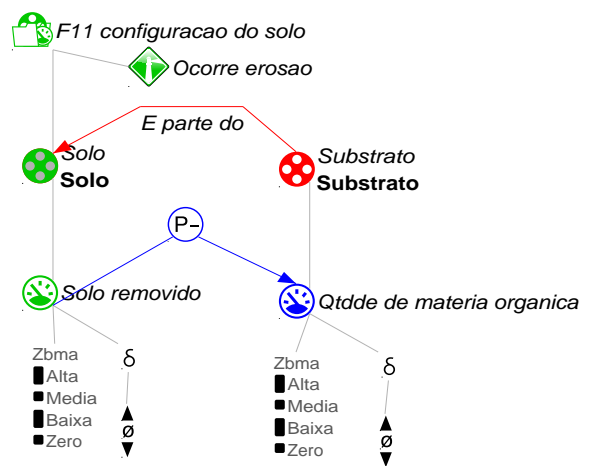 F11 configuracao do solo
Ocorre erosao
E parte do
Solo
Solo
Substrato
Substrato
P-
Solo removido
Qtdde de materia organica
Zbma
Alta
Media
Baixa
Zero
δ
ø
Zbma
Alta
Media
Baixa
Zero
δ
ø